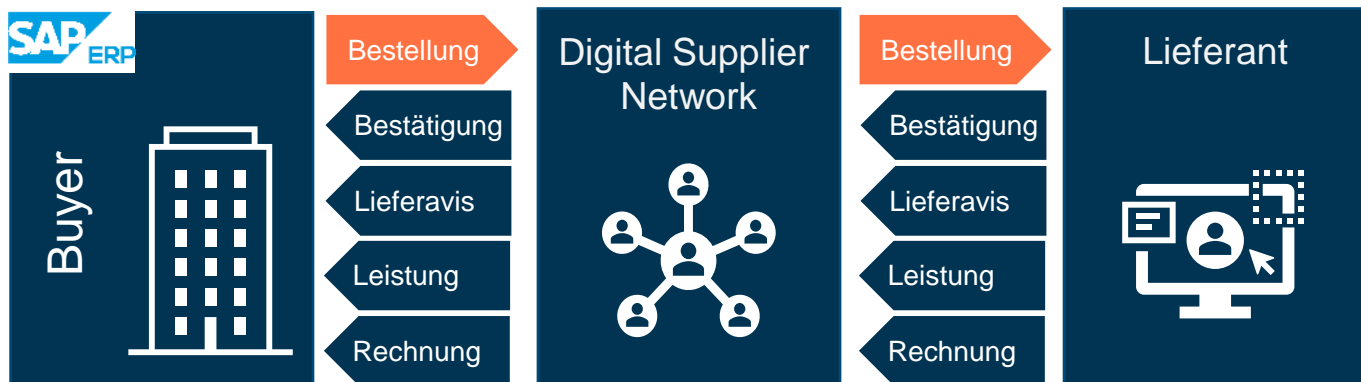 SAP ERP
Buyer
Bestellung
Bestätigung
Lieferavis
Leistung
Rechnung
Digital Supplier
Network
Bestellung
Bestätigung
Lieferavis
Leistung
Rechnung
Lieferant